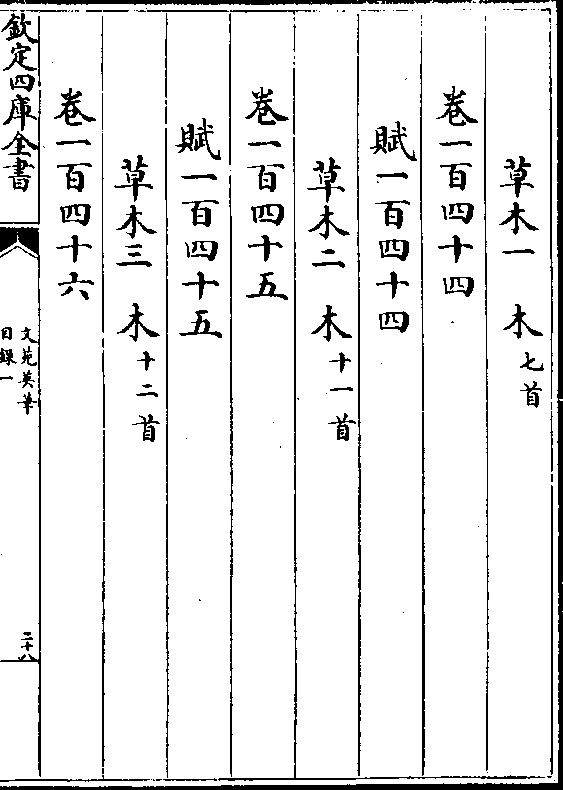 草木一　木七首
卷一百四十四
賦一百四十四
草木二　木十一首
卷一百四十五
賦一百四十五
草木三　木十二首
卷一百四十六
欽定四庫全書
文苑英華
目録一
二十八